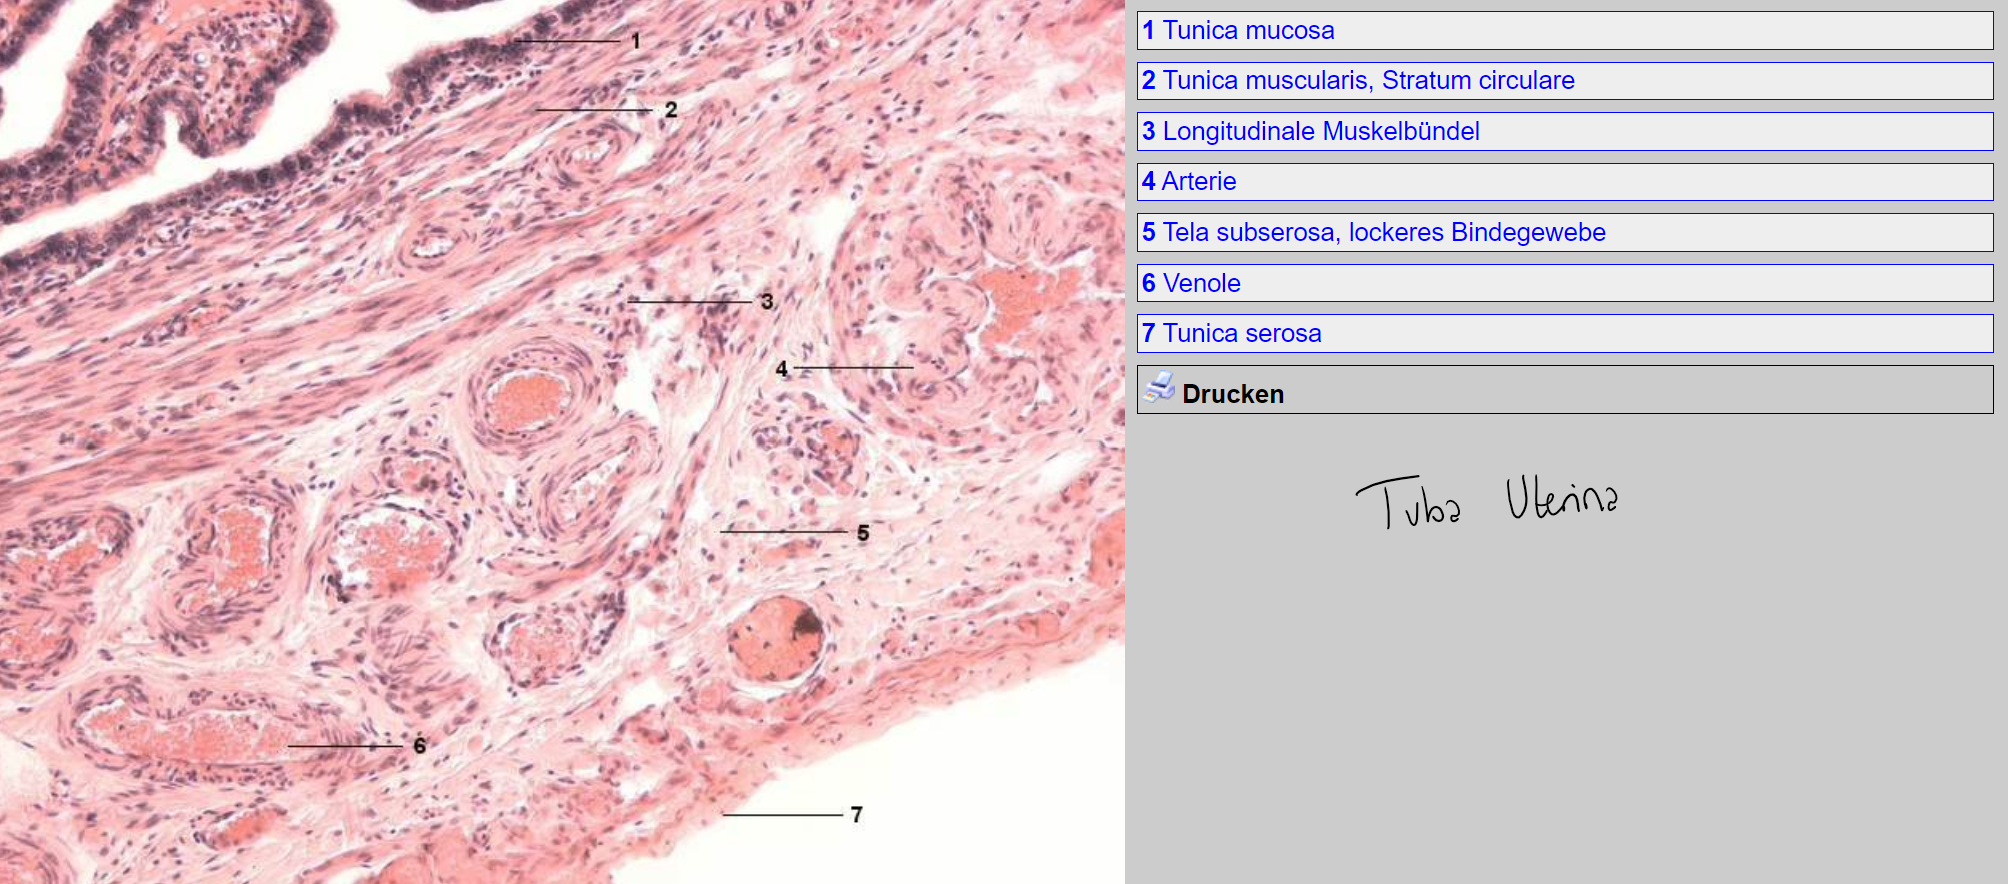 1
2
3
4
5
6
7
1 Tunica mucosa
2 Tunica muscularis, Stratum circulare
3 Longitudinale Muskelbündel
4 Arterie
5 Tela subserosa, lockeres Bindegewebe
6 Venole
7 Tunica serosa
Drucken
Tuba Uterina